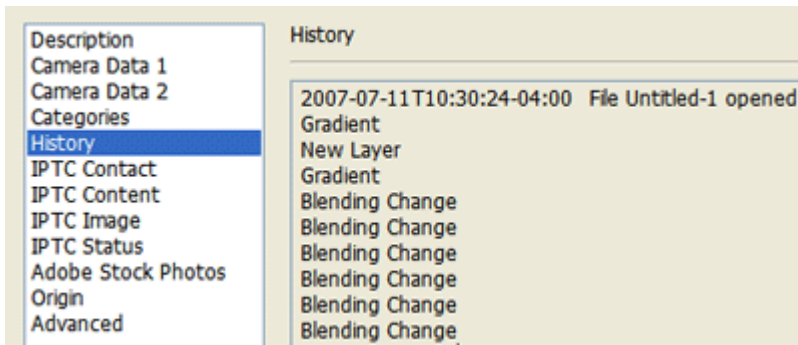 Description
Camera Data 1
Camera Data 2
Categories
History
IPTC Contact
IPTC Content
IPTC Image
IPTC Status
Adobe Stock Photos
Origin
Advanced
History
2007-07-11T10:30:24-04:00 File Untitled-1 opened
Gradient
New Layer
Gradient
Blending Change
Blending Change
Blending Change
Blending Change
Blending Change
Blending Change